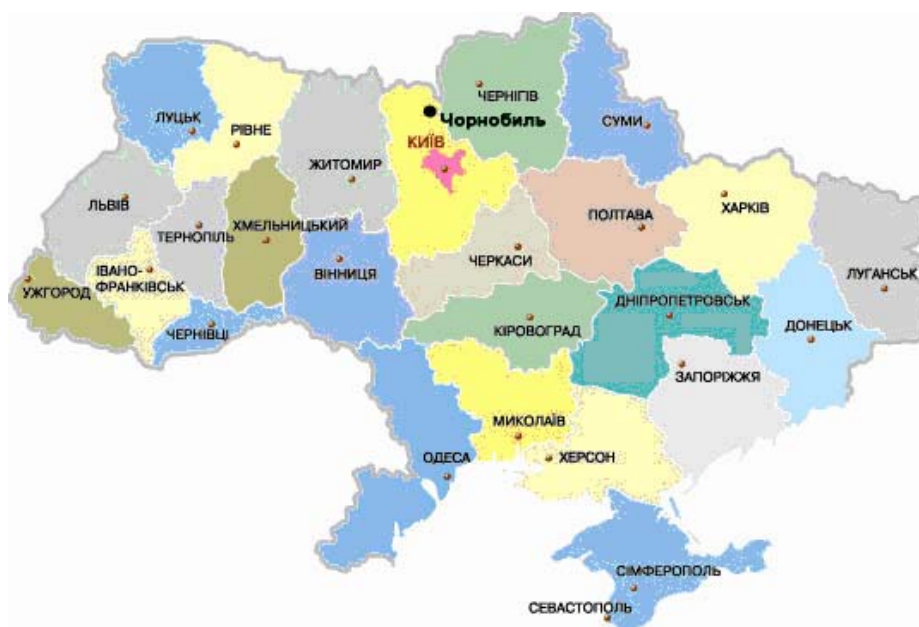 ЧЕРНІГІВ
Чорнобиль
ЛУЦЬК
РІВНЕ
СУМИ
КИЇВ
ЖИТОМИР
ЛЬВІВ
ХАРКІВ
ПОЛТАВА
ТЕРНОПІЛЬ
ХМЕЛЬНИЦЬКИЙ
ЧЕРКАСИ
ВІННИЦЯ
ІВАНО-
ФРАНКІВСЬК
ЛУГАНСЬК
УЖГОРОД
ДНІПРОПЕТРОВСЬК
ЧЕРНІВЦІ
КІРОВОГРАД
ДОНЕЦЬК
ЗАПОРІЖЖЯ
МИКОЛАЇВ
ОДЕСА
ХЕРСОН
СІМФЕРОПОЛЬ
СЕВАСТОПОЛЬ